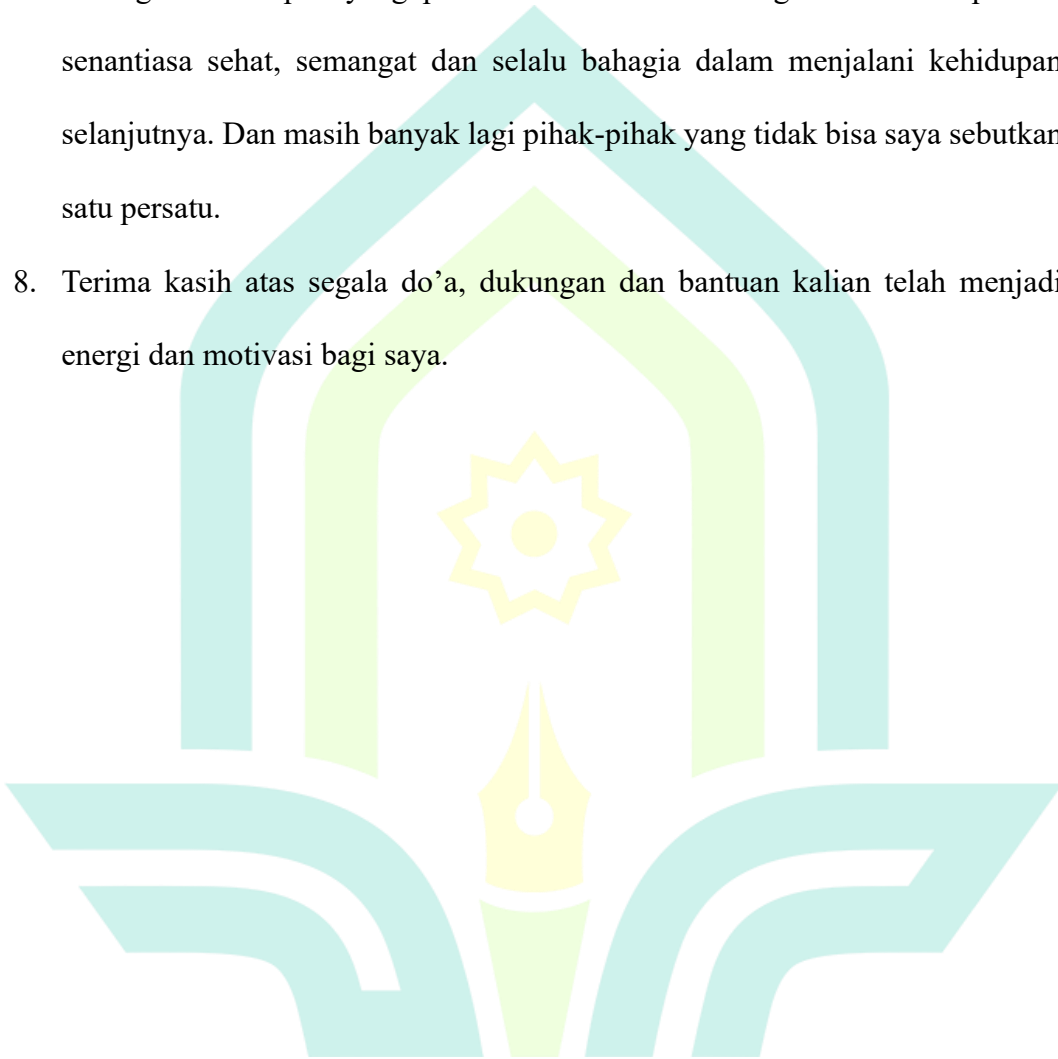 senantiasa sehat, semangat dan selalu bahagia dalam menjalani kehidupan
selanjutnya. Dan masih banyak lagi pihak-pihak yang tidak bisa saya sebutkan
satu persatu.
8. Terima kasih atas segala do’a, dukungan dan bantuan kalian telah menjadi
energi dan motivasi bagi saya.